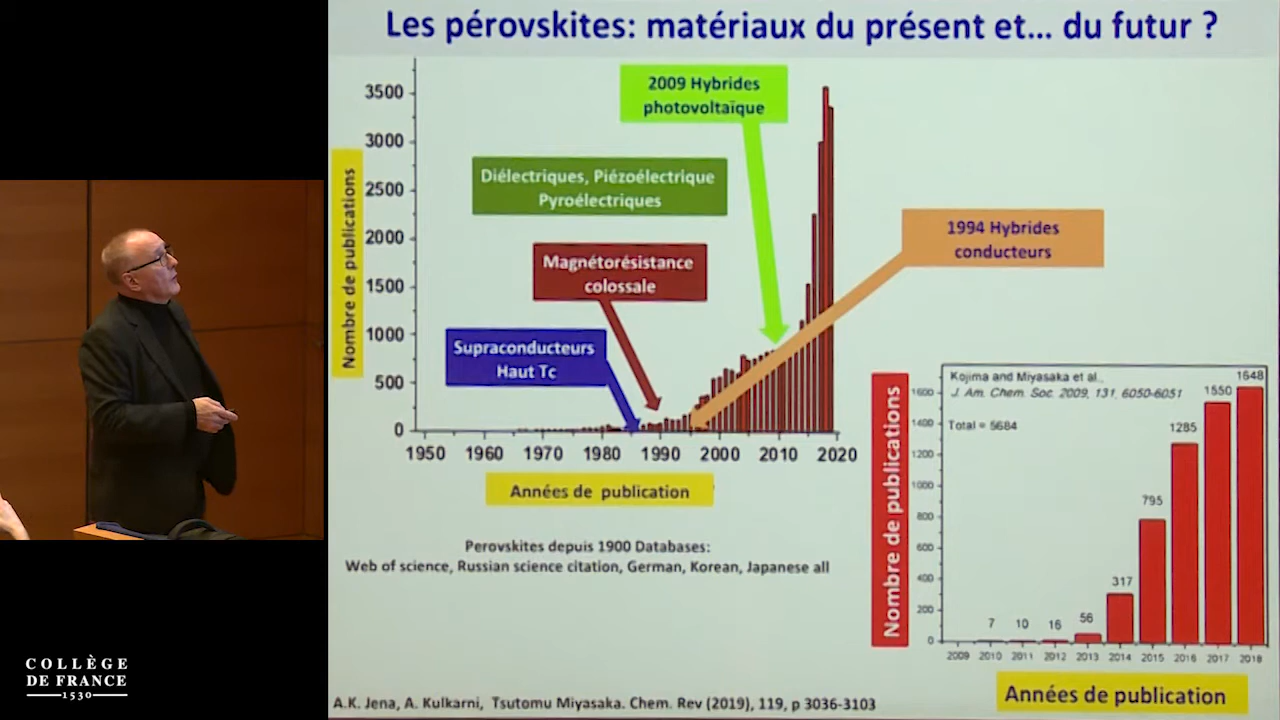 Les pérovskites: matériaux du présent et... du futur ?
3500
3000
2500
2000
1500
1000
500
0
Nombre de publications
2009 Hybrides
photovoltaïque
Diélectriques, Piézoélectrique
Pyroélectriques
Magnétorésistance
colossale
Supraconducteurs
Haut Tc
1994 Hybrides
conducteurs
1950 1960 1970 1980 1990 2000 2010 2020
Années de publication
Perovskites depuis 1900 Databases:
Web of science, Russian science citation, German, Korean, Japanese all
Nombre de publications
Kojima and Miyasaka et al.,
J. Am. Chem. Soc. 2009, 131, 6050-6051
Total = 5684
1600
1400
1200
1000
800
600
400
200
0
7 10 16 56 317 795 1285 1550 1648
2009 2010 2011 2012 2013 2014 2015 2016 2017 2018
Années de publication
A.K. Jena, A. Kulkarni, Tsutomu Miyasaka. Chem. Rev (2019), 119, p 3036-3103
COLLÈGE
DE FRANCE
1530